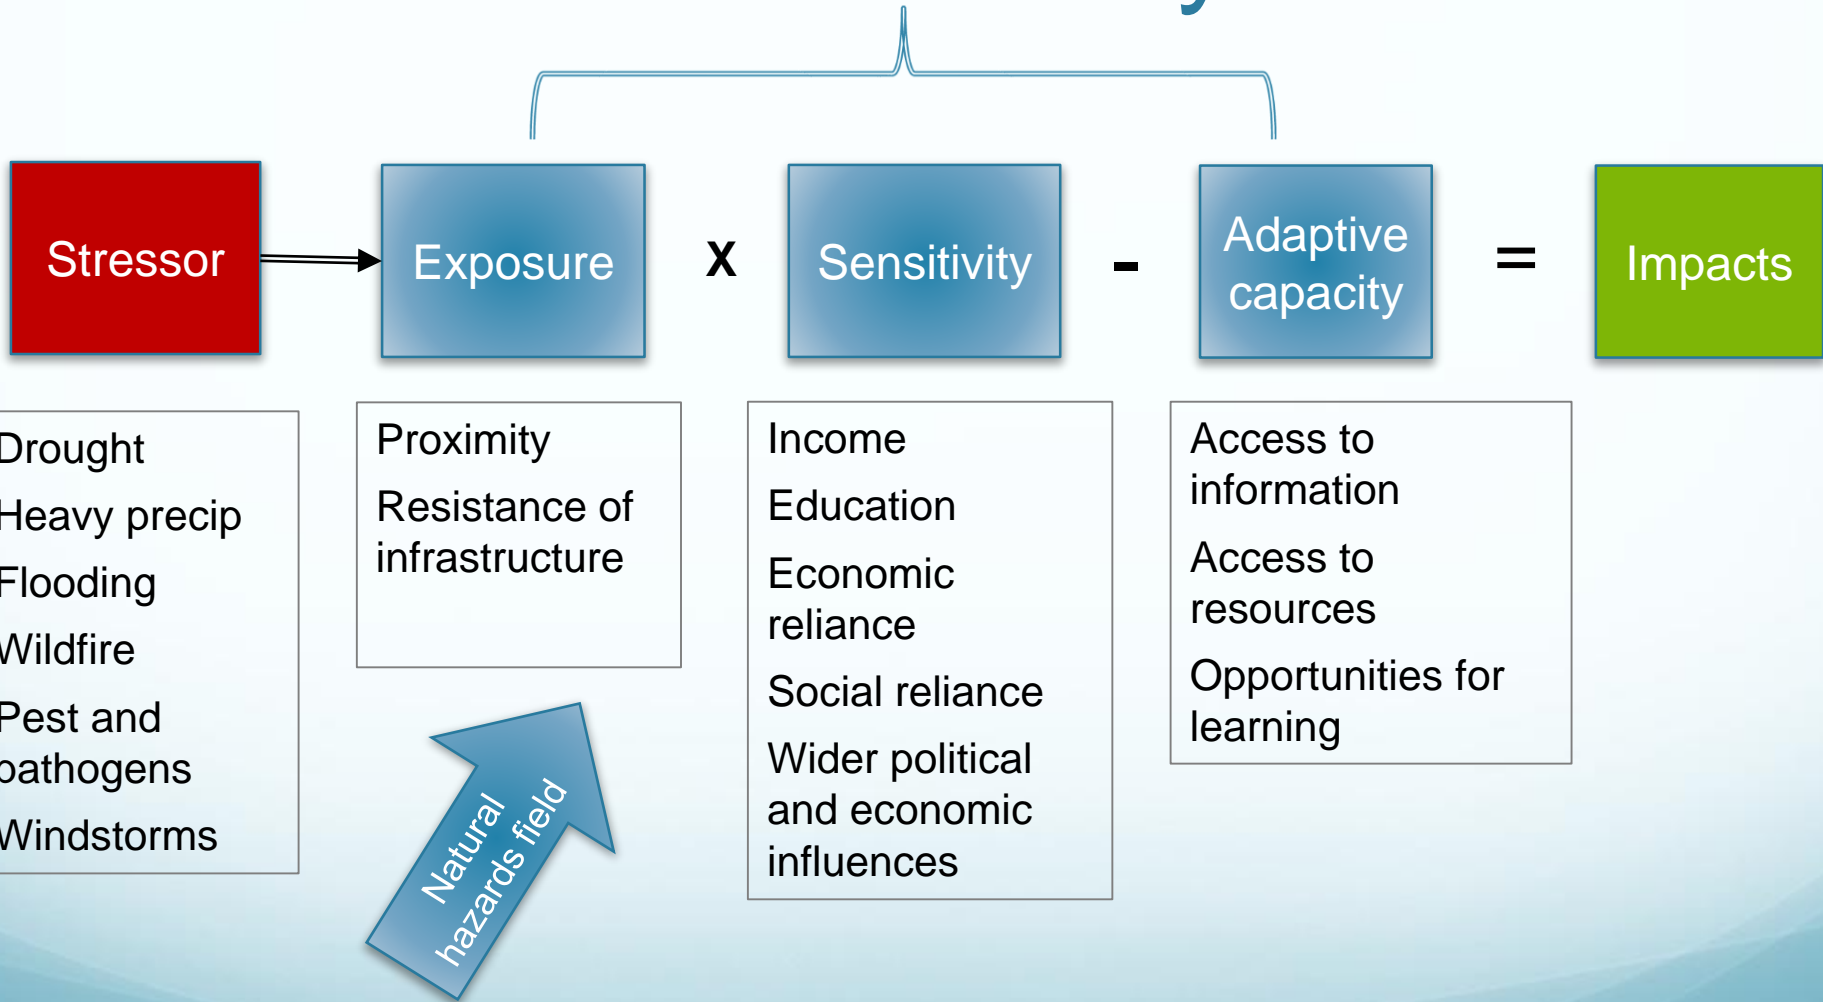 Stressor
Exposure
x
Sensitivity
-
Adaptive
capacity
=
Impacts
Drought
Heavy precip
Flooding
Wildfire
Pest and
pathogens
Windstorms
Proximity
Resistance of
infrastructure
Natural
hazards field
Income
Education
Economic
reliance
Social reliance
Wider political
and economic
influences
Access to
information
Access to
resources
Opportunities for
learning